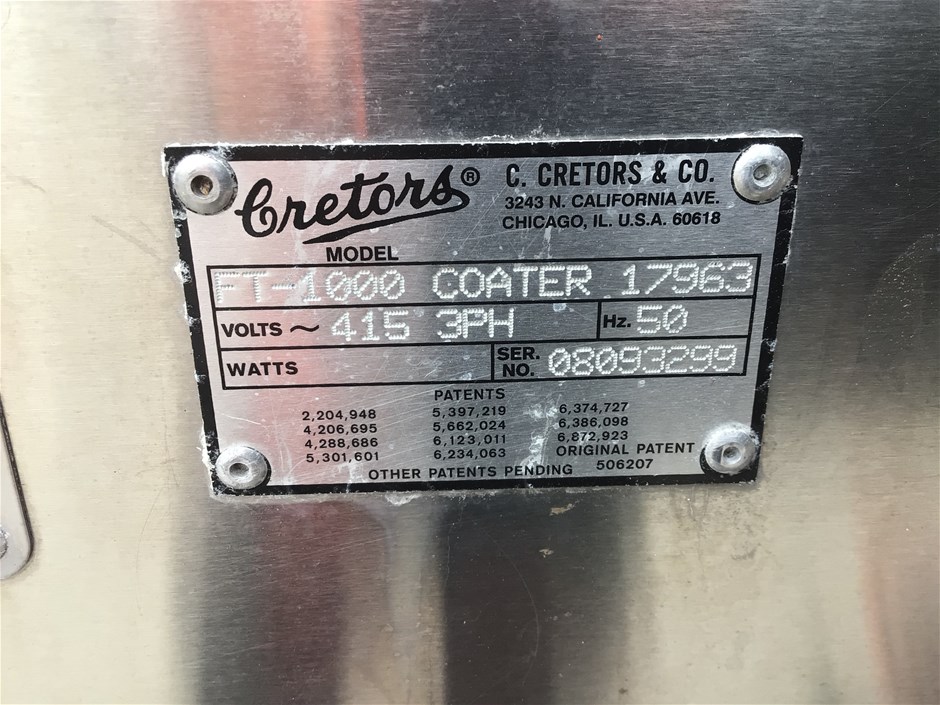 Cretors®
C. CRETORS & CO.
3243 N. CALIFORNIA AVE.
CHICAGO, IL. U.S.A. 60618
MODEL
FT-1000 COATER 17963
VOLTS ~ 415 3PH Hz. 50
WATTS SER. NO. 08093299
PATENTS
2,204,948 5,397,219 6,374,727
4,206,695 5,662,024 6,386,098
4,288,686 6,123,011 6,872,923
5,301,601 6,234,063 ORIGINAL PATENT
OTHER PATENTS PENDING 506207